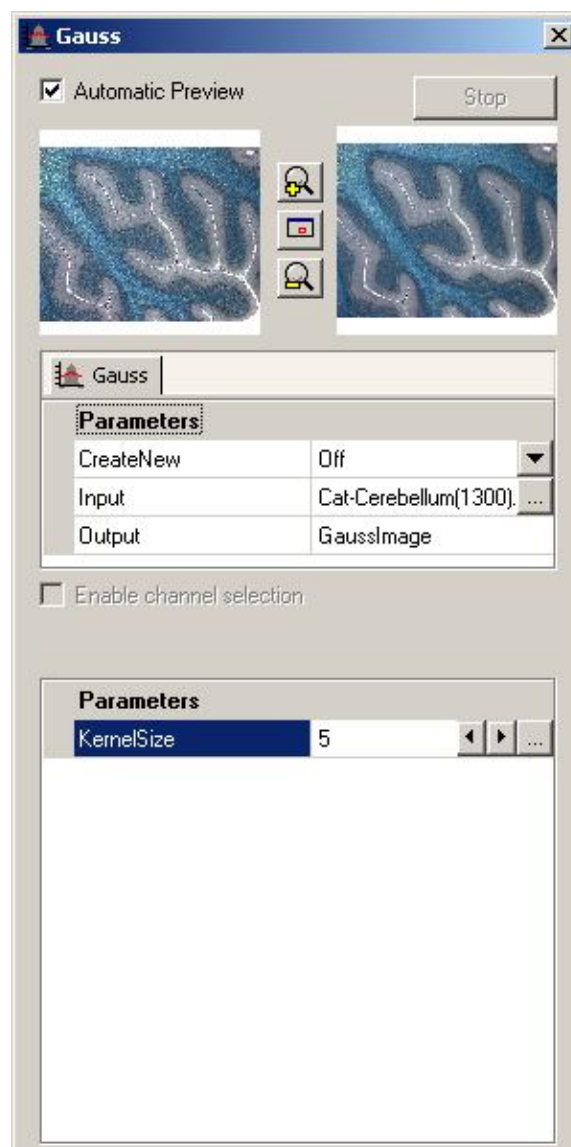 Gauss
Automatic Preview
Stop
Gauss
Parameters
CreateNew Off
Input Cat-Cerebellum(1300). ...
Output GaussImage
Enable channel selection
Parameters
KernelSize 5 ...